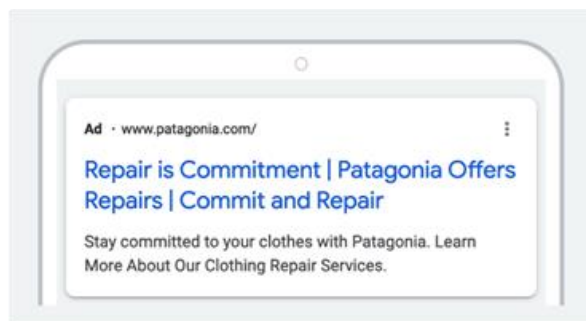 Ad · www.patagonia.com/
Repair is Commitment | Patagonia Offers
Repairs | Commit and Repair
Stay committed to your clothes with Patagonia. Learn
More About Our Clothing Repair Services.